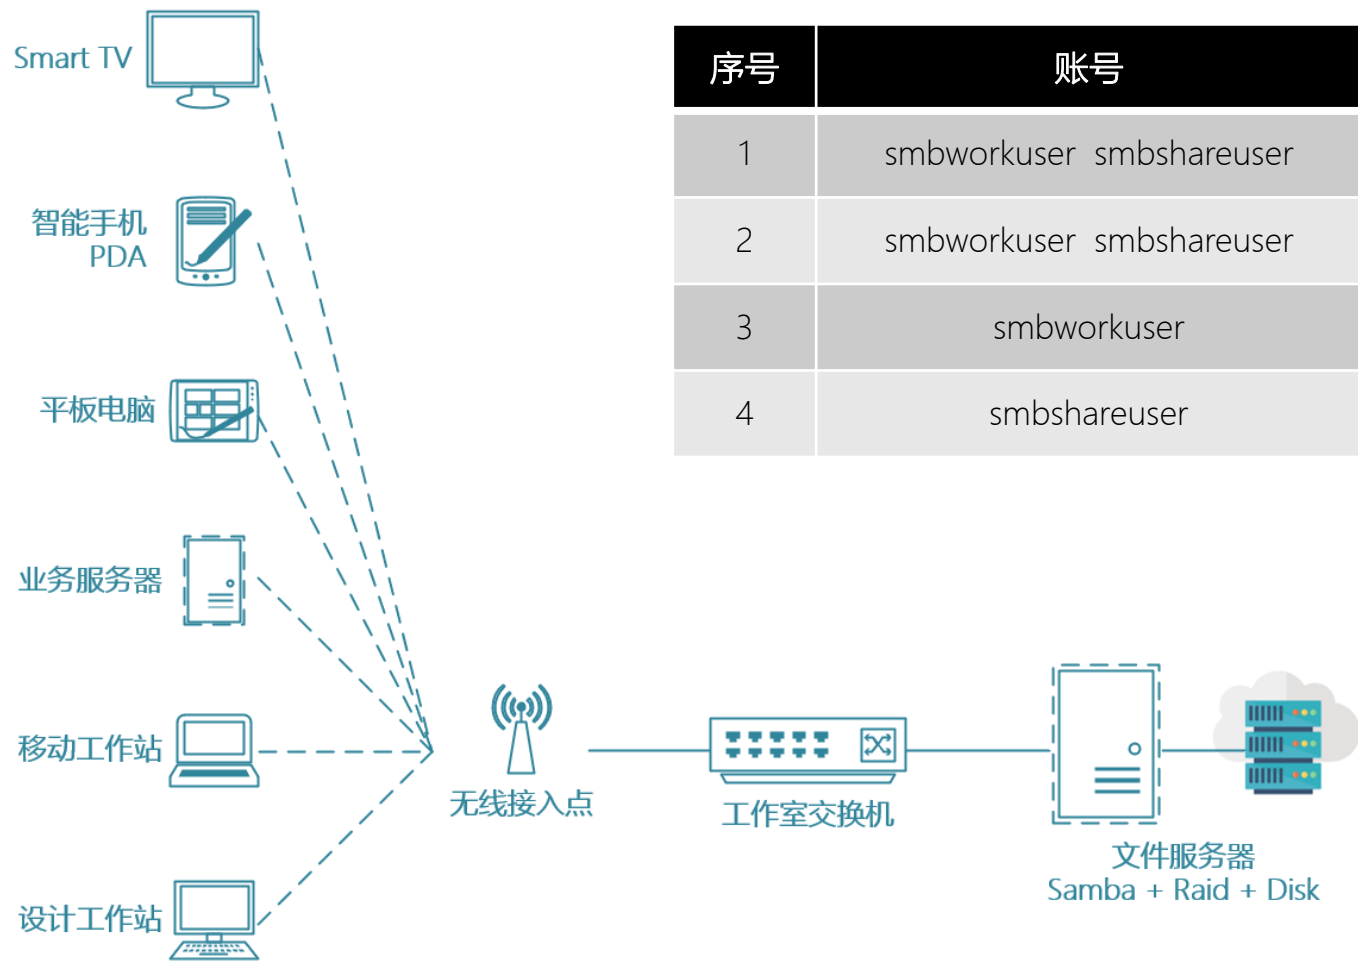 Smart TV
智能手机
PDA
平板电脑
业务服务器
移动工作站
设计工作站
无线接入点
工作室交换机
文件服务器
Samba + Raid + Disk
序号 账号
1 smbworkuser smbshareuser
2 smbworkuser smbshareuser
3 smbworkuser
4 smbshareuser